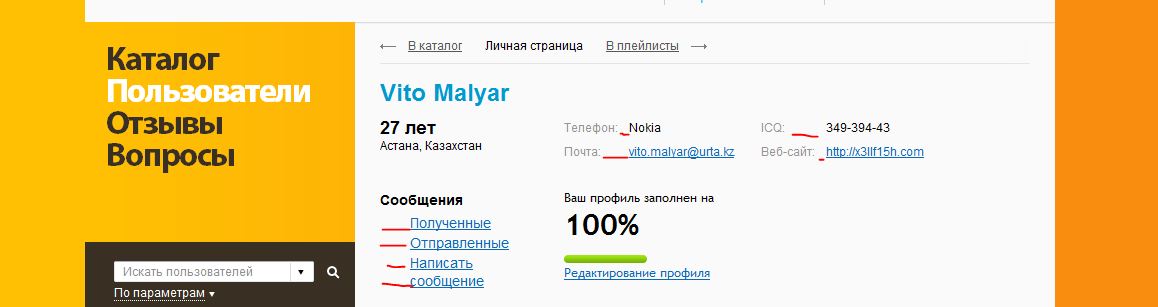 Каталог
Пользователи
Отзывы
Вопросы
Искать пользователей
По параметрам
В каталог Личная страница В плейлисты
Vito Malyar
27 лет
Астана, Казахстан
Телефон: Nokia
Почта: vito.malyar@urta.kz
ICQ: 349-394-43
Веб-сайт: http://x3llf15h.com
Сообщения
Полученные
Отправленные
Написать
сообщение
Ваш профиль заполнен на
100%
Редактирование профиля